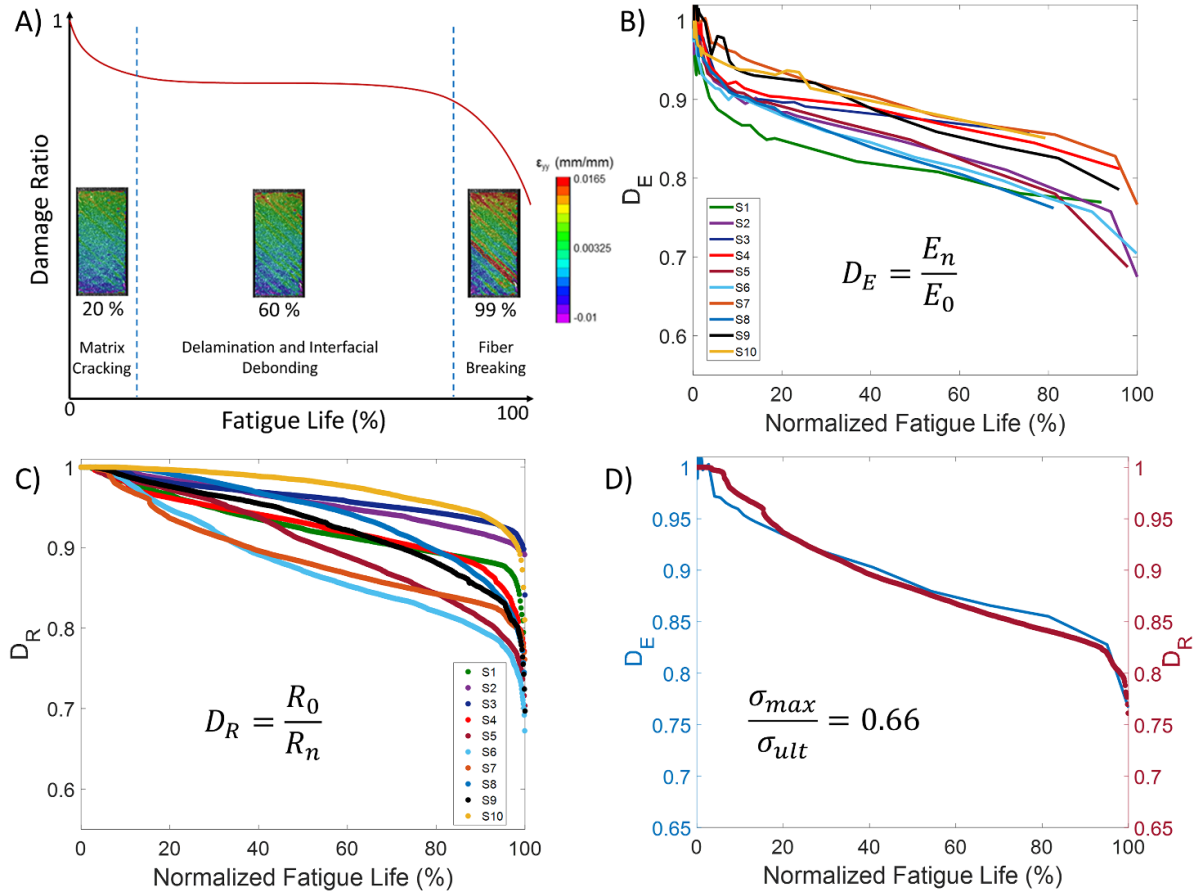 A)
1
Damage Ratio
εyy (mm/mm)
0.0165
0.00325
-0.01
20 %
60 %
99 %
Matrix
Cracking
Delamination and Interfacial
Debonding
Fiber
Breaking
0
100
Fatigue Life (%)
B)
1
0.9
0.8
0.7
0.6
D_E
S1
S2
S3
S4
S5
S6
S7
S8
S9
S10
D_E = E_n / E_0
0
20
40
60
80
100
Normalized Fatigue Life (%)
C)
1
0.9
0.8
0.7
0.6
D_R
D_R = R_0 / R_n
S1
S2
S3
S4
S5
S6
S7
S8
S9
S10
0
20
40
60
80
100
Normalized Fatigue Life (%)
D)
1
0.95
0.9
0.85
0.8
0.75
0.7
0.65
D_E
σ_max / σ_ult = 0.66
1
0.95
0.9
0.85
0.8
0.75
0.7
0.65
D_R
0
20
40
60
80
100
Normalized Fatigue Life (%)